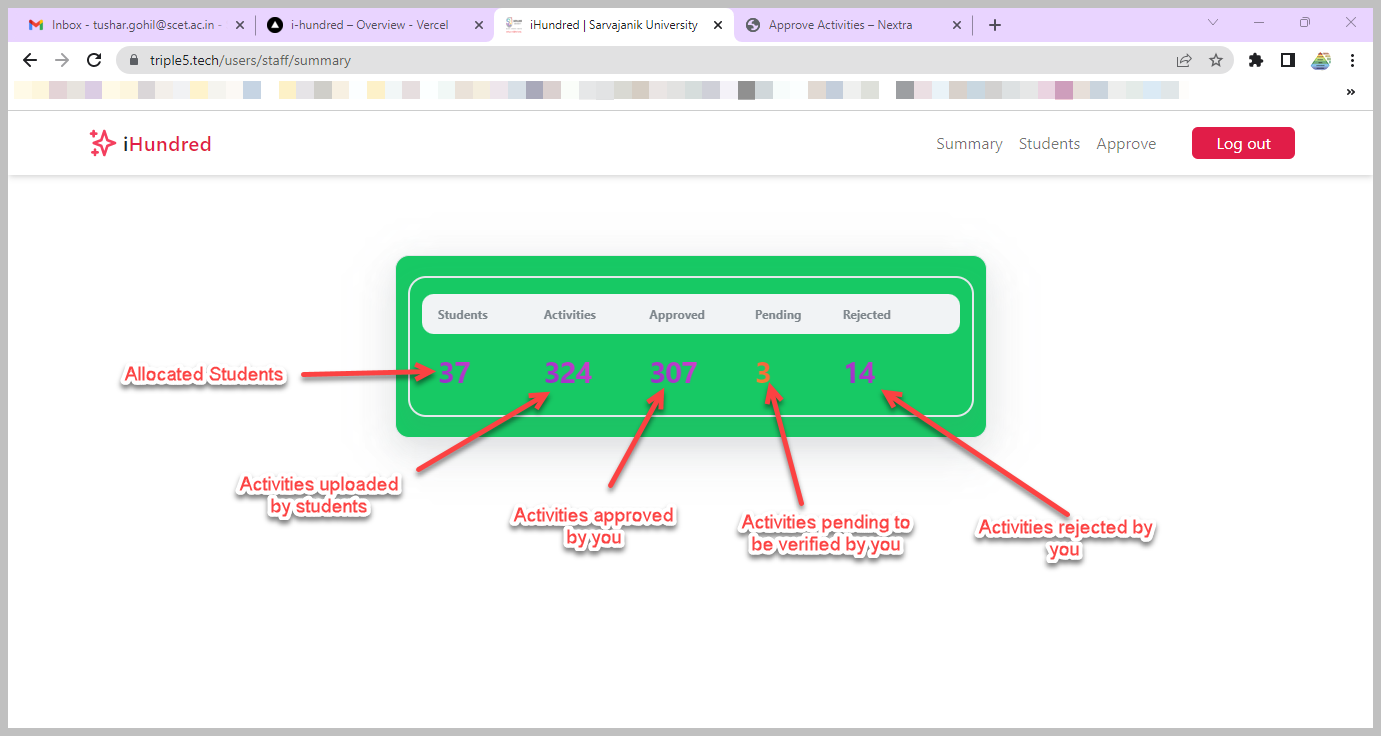 Inbox - tushar.gohil@scet.ac.in -
i-hundred – Overview - Vercel
iHundred | Sarvajanik University
Approve Activities – Nextra
triple5.tech/users/staff/summary
iHundred
Summary
Students
Approve
Log out
Students Activities Approved Pending Rejected
37 324 307 3 14
Allocated Students
Activities uploaded
by students
Activities approved
by you
Activities pending to
be verified by you
Activities rejected by
you